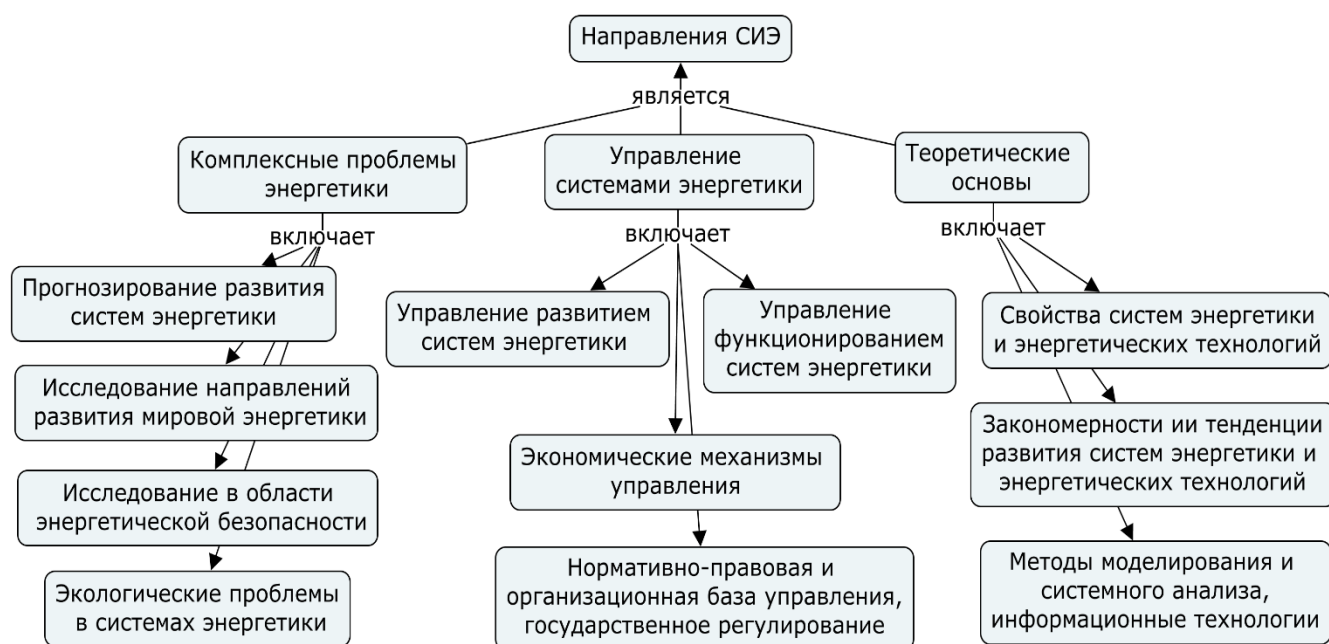 Направления СИЭ
является
Комплексные проблемы
энергетики
Управление
системами энергетики
Теоретические
основы
включает
включает
включает
Прогнозирование развития
систем энергетики
Исследование направлений
развития мировой энергетики
Исследование в области
энергетической безопасности
Экологические проблемы
в системах энергетики
Управление развитием
систем энергетики
Управление
функционированием
систем энергетики
Экономические механизмы
управления
Нормативно-правовая и
организационная база управления,
государственное регулирование
Свойства систем энергетики
и энергетических технологий
Закономерности ии тенденции
развития систем энергетики и
энергетических технологий
Методы моделирования и
системного анализа,
информационные технологии